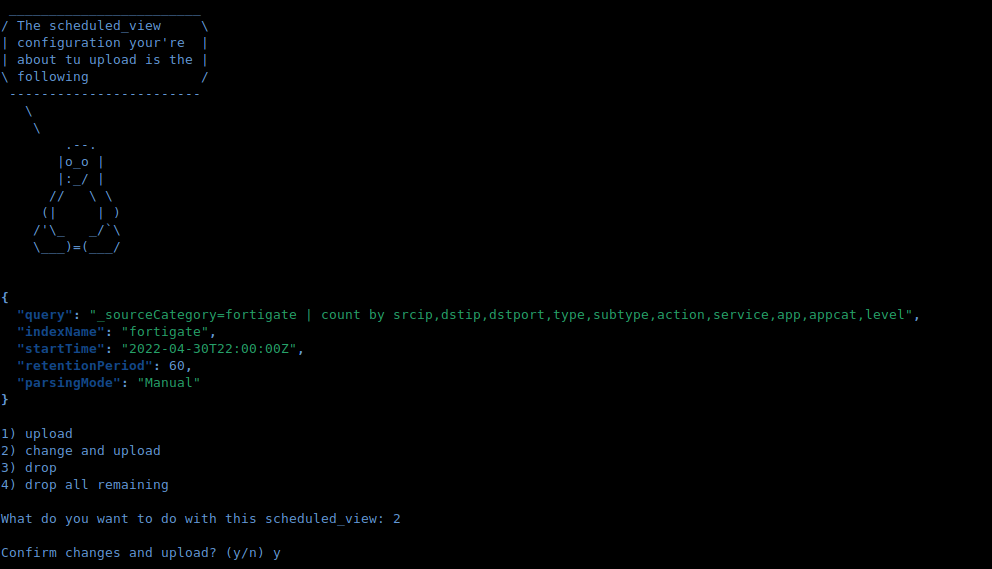 ________________________
/ The scheduled_view     \
| configuration your're  |
| about tu upload is the |
\ following              /
 ------------------------
   \
    \
        .--.
       |o_o |
       |:_/ |
      //   \ \
     (|     | )
    /'\_   _/`\
    \___)=(___/
{
  "query": "_sourceCategory=fortigate | count by srcip,dstip,dstport,type,subtype,action,service,app,appcat,level",
  "indexName": "fortigate",
  "startTime": "2022-04-30T22:00:00Z",
  "retentionPeriod": 60,
  "parsingMode": "Manual"
}
1) upload
2) change and upload
3) drop
4) drop all remaining
What do you want to do with this scheduled_view: 2
Confirm changes and upload? (y/n) y